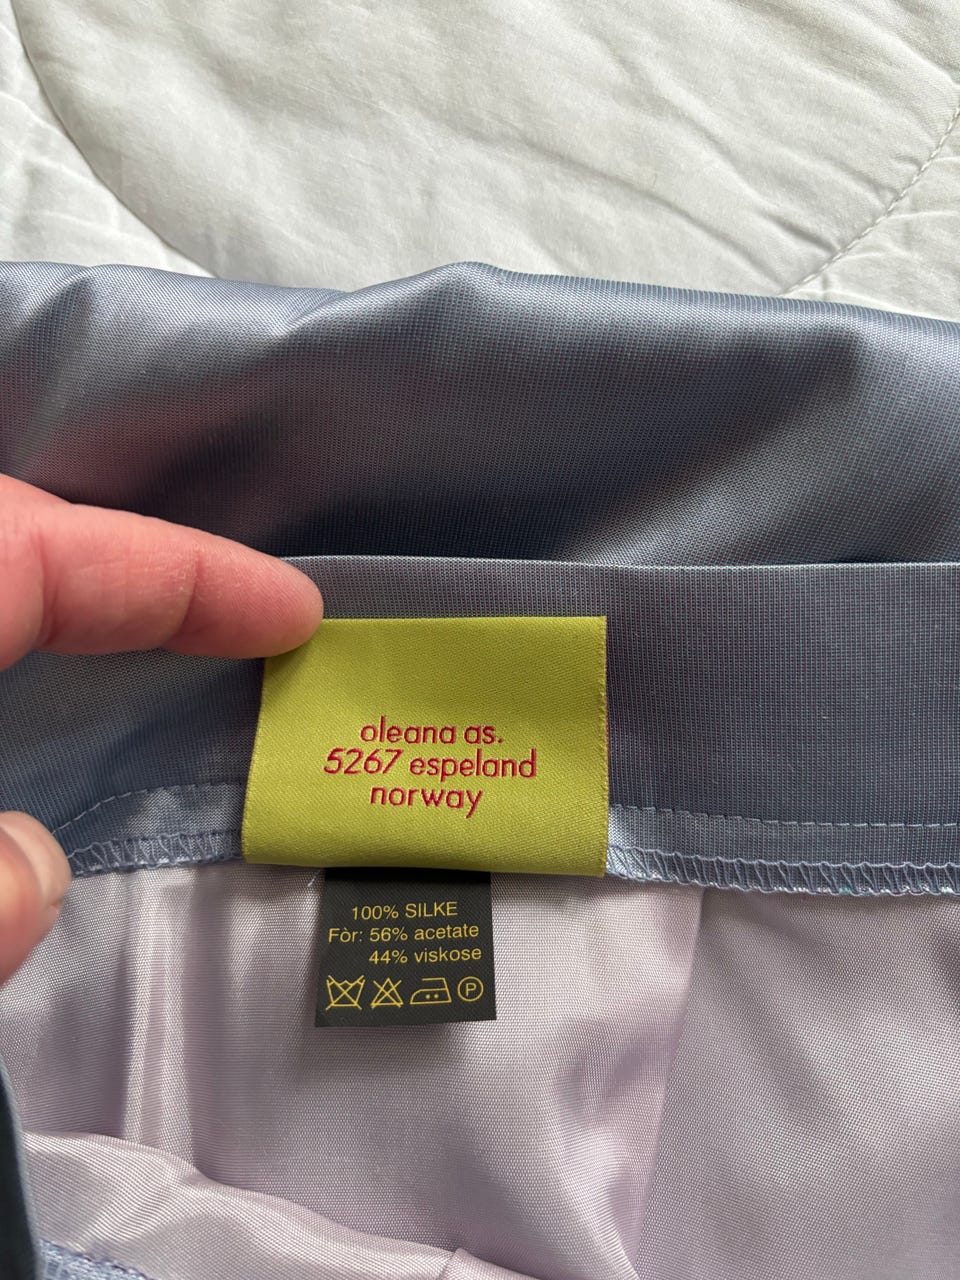 oleana as.
5267 espeland
norway
100% SILKE
Fòr: 56% acetate
44% viskose
P